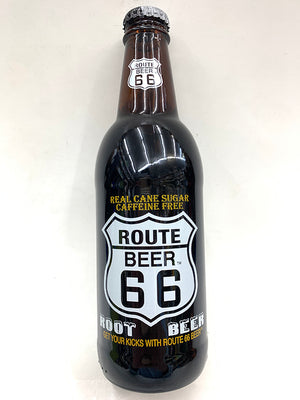 ROUTE
BEER
66
REAL CANE SUGAR
CAFFEINE FREE
ROUTE
BEER™
66
ROOT BEER
GET YOUR KICKS WITH ROUTE 66 BEER